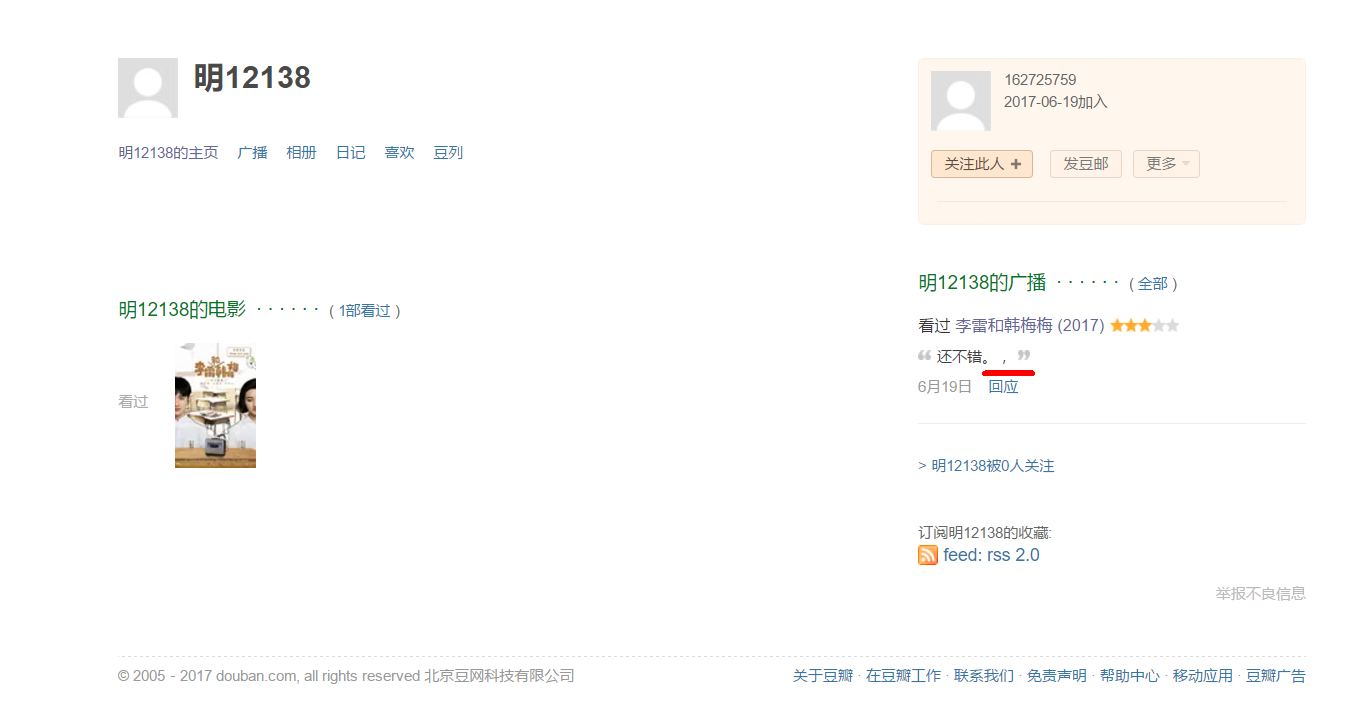 明12138
明12138的主页 广播 相册 日记 喜欢 豆列
明12138的电影 · · · · · · ( 1部看过 )
看过
李雷和韩梅梅
162725759
2017-06-19加入
关注此人 +
发豆邮
更多
明12138的广播 · · · · · · ( 全部 )
看过 李雷和韩梅梅 (2017)
“ 还不错。 , ”
6月19日 回应
> 明12138被0人关注
订阅明12138的收藏:
feed: rss 2.0
举报不良信息
© 2005 - 2017 douban.com, all rights reserved 北京豆网科技有限公司
关于豆瓣 · 在豆瓣工作 · 联系我们 · 免责声明 · 帮助中心 · 移动应用 · 豆瓣广告